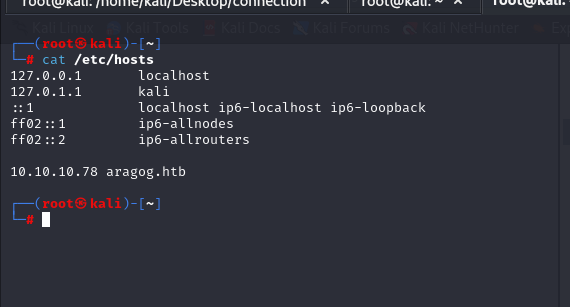 root@kali: /home/kali/Desktop/connection × root@kali: ~ × root@kali: ~
Kali Linux Kali Tools Kali Docs Kali Forums Kali NetHunter Ex
┌──(root㉿kali)-[~]
└─# cat /etc/hosts
127.0.0.1       localhost
127.0.1.1       kali
::1             localhost ip6-localhost ip6-loopback
ff02::1         ip6-allnodes
ff02::2         ip6-allrouters
10.10.10.78 aragog.htb
┌──(root㉿kali)-[~]
└─#